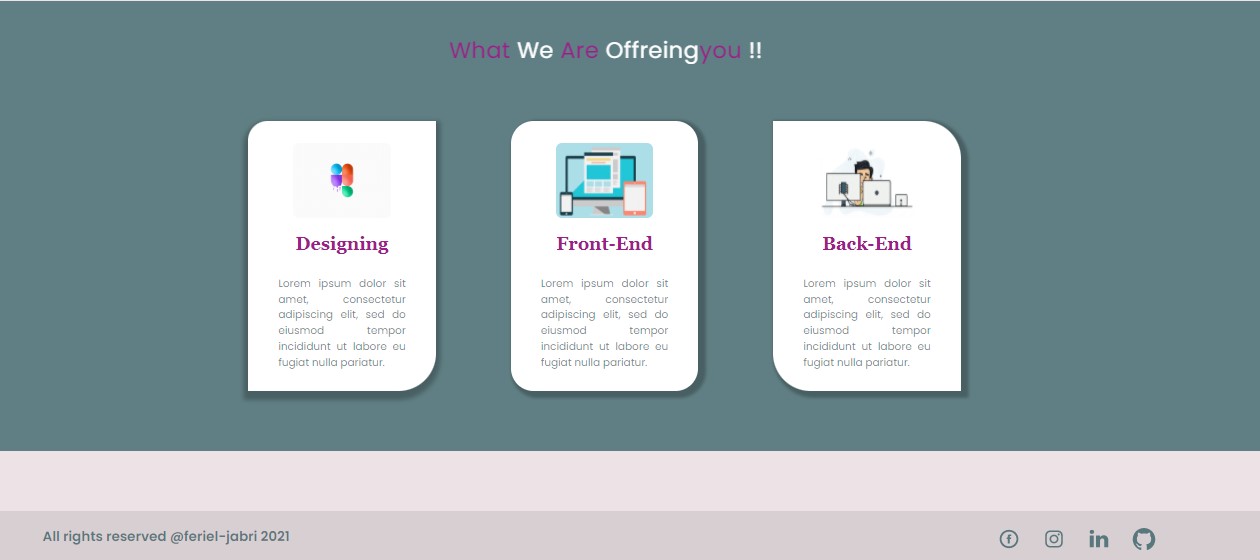 What We Are Offreingyou !!
Designing
Lorem ipsum dolor sit
amet, consectetur
adipiscing elit, sed do
eiusmod tempor
incididunt ut labore eu
fugiat nulla pariatur.
Front-End
Lorem ipsum dolor sit
amet, consectetur
adipiscing elit, sed do
eiusmod tempor
incididunt ut labore eu
fugiat nulla pariatur.
Back-End
Lorem ipsum dolor sit
amet, consectetur
adipiscing elit, sed do
eiusmod tempor
incididunt ut labore eu
fugiat nulla pariatur.
All rights reserved @feriel-jabri 2021